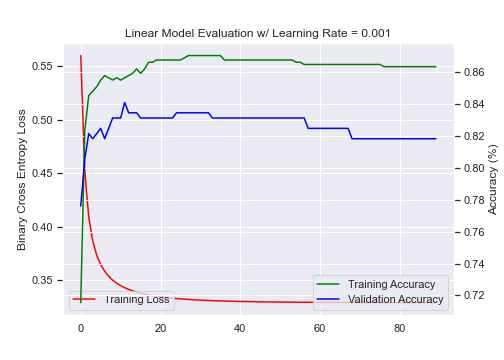 Linear Model Evaluation w/ Learning Rate = 0.001
Binary Cross Entropy Loss
0.55
0.50
0.45
0.40
0.35
Accuracy (%)
0.86
0.84
0.82
0.80
0.78
0.76
0.74
0.72
Training Loss
Training Accuracy
Validation Accuracy
0 20 40 60 80